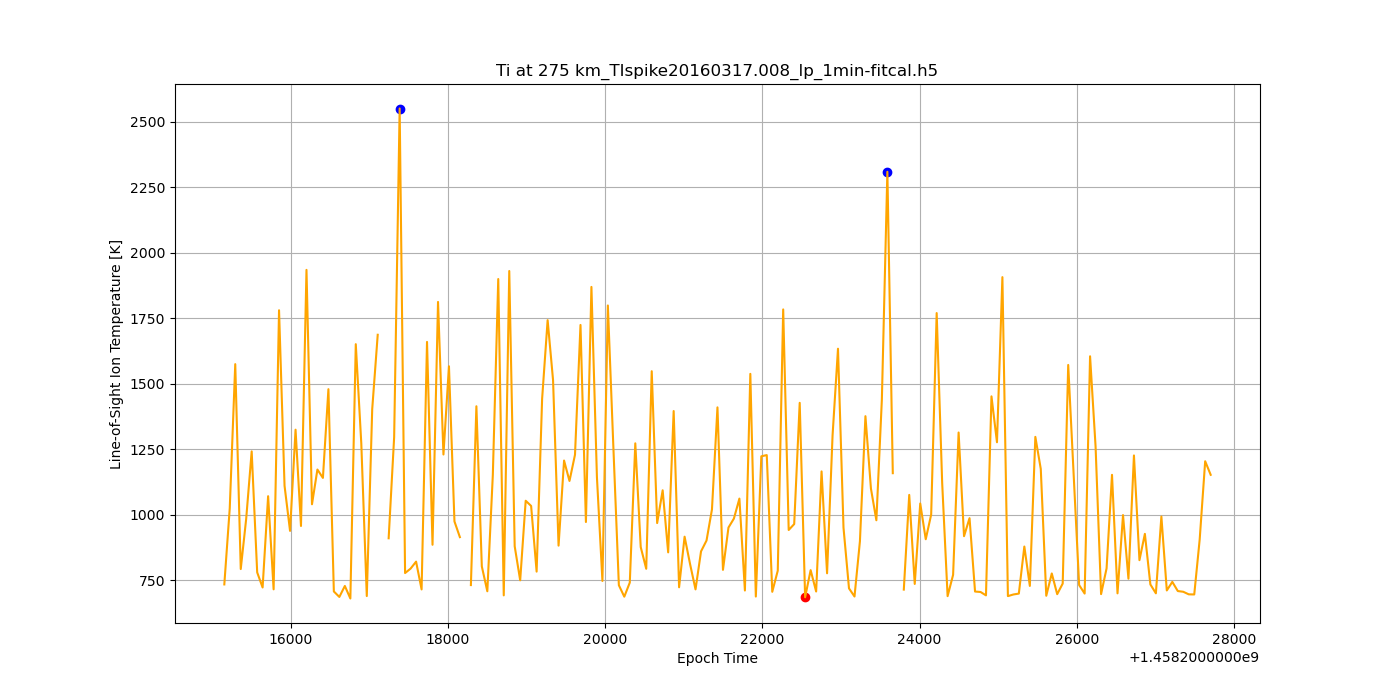 Ti at 275 km_TIspike20160317.008_lp_1min-fitcal.h5
Line-of-Sight Ion Temperature [K]
2500
2250
2000
1750
1500
1250
1000
750
16000 18000 20000 22000 24000 26000 28000
Epoch Time
+1.4582000000e9